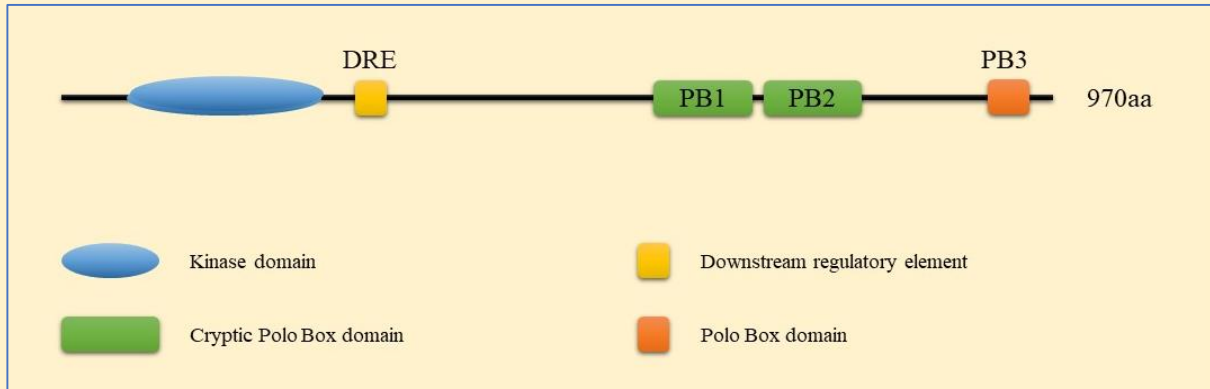 DRE PB3
PB1 PB2 970aa
Kinase domain Downstream regulatory element
Cryptic Polo Box domain Polo Box domain